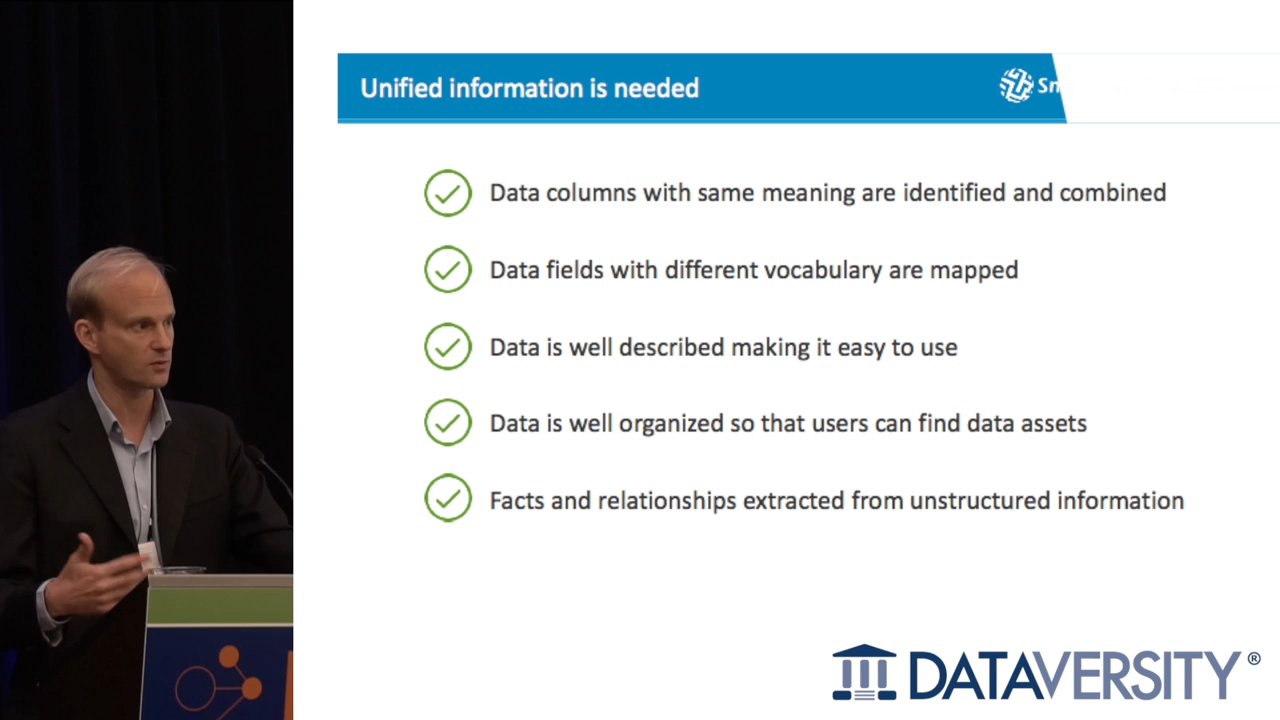 Unified information is needed
Data columns with same meaning are identified and combined
Data fields with different vocabulary are mapped
Data is well described making it easy to use
Data is well organized so that users can find data assets
Facts and relationships extracted from unstructured information
DATAVERSITY®